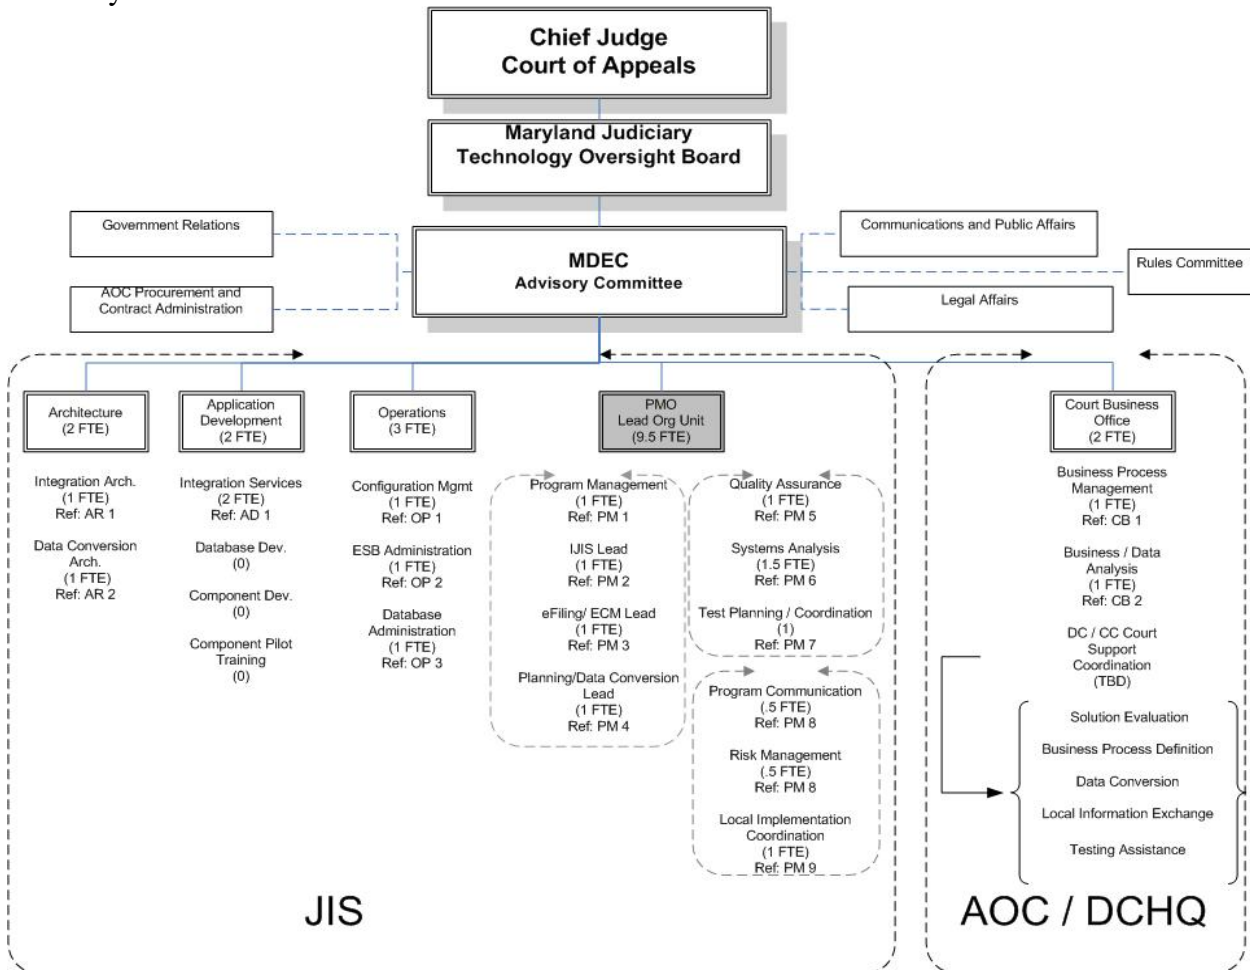 Chief Judge
Court of Appeals
Maryland Judiciary
Technology Oversight Board
Government Relations
AOC Procurement and
Contract Administration
MDEC
Advisory Committee
Communications and Public Affairs
Rules Committee
Legal Affairs
Architecture
(2 FTE)
Integration Arch.
(1 FTE)
Ref: AR 1
Data Conversion
Arch.
(1 FTE)
Ref: AR 2
Application
Development
(2 FTE)
Integration Services
(2 FTE)
Ref: AD 1
Database Dev.
(0)
Component Dev.
(0)
Component Pilot
Training
(0)
Operations
(3 FTE)
Configuration Mgmt
(1 FTE)
Ref: OP 1
ESB Administration
(1 FTE)
Ref: OP 2
Database
Administration
(1 FTE)
Ref: OP 3
PMO
Lead Org Unit
(9.5 FTE)
Program Management
(1 FTE)
Ref: PM 1
IJIS Lead
(1 FTE)
Ref: PM 2
eFiling/ ECM Lead
(1 FTE)
Ref: PM 3
Planning/Data Conversion
Lead
(1 FTE)
Ref: PM 4
Quality Assurance
(1 FTE)
Ref: PM 5
Systems Analysis
(1.5 FTE)
Ref: PM 6
Test Planning / Coordination
(1)
Ref: PM 7
Program Communication
(.5 FTE)
Ref: PM 8
Risk Management
(.5 FTE)
Ref: PM 8
Local Implementation
Coordination
(1 FTE)
Ref: PM 9
Court Business
Office
(2 FTE)
Business Process
Management
(1 FTE)
Ref: CB 1
Business / Data
Analysis
(1 FTE)
Ref: CB 2
DC / CC Court
Support
Coordination
(TBD)
Solution Evaluation
Business Process Definition
Data Conversion
Local Information Exchange
Testing Assistance
JIS
AOC / DCHQ